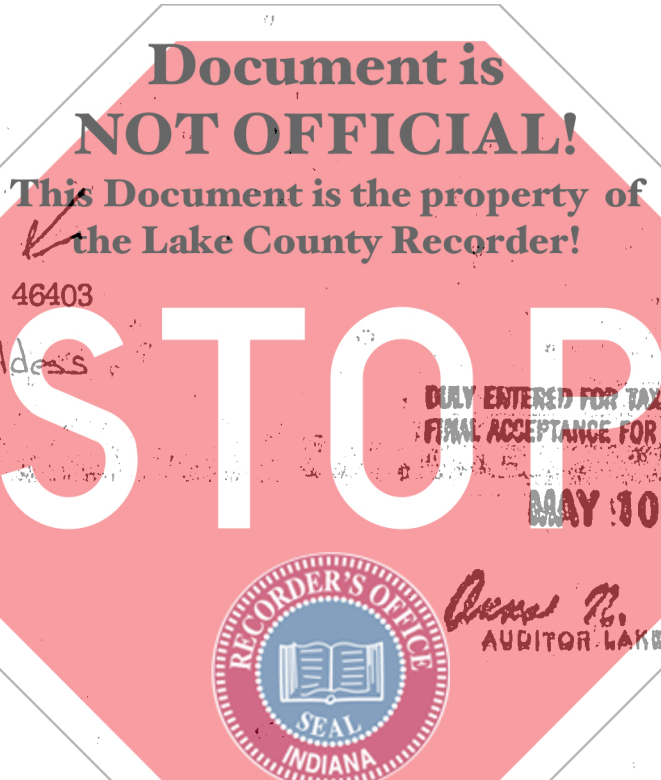 Document is
NOT OFFICIAL!
This Document is the property of
the Lake County Recorder!
46403
STOP
DULY ENTERED FOR TAX
FINAL ACCEPTANCE FOR
MAY 10
AUDITOR LAKE
RECORDER'S OFFICE
SEAL
INDIANA